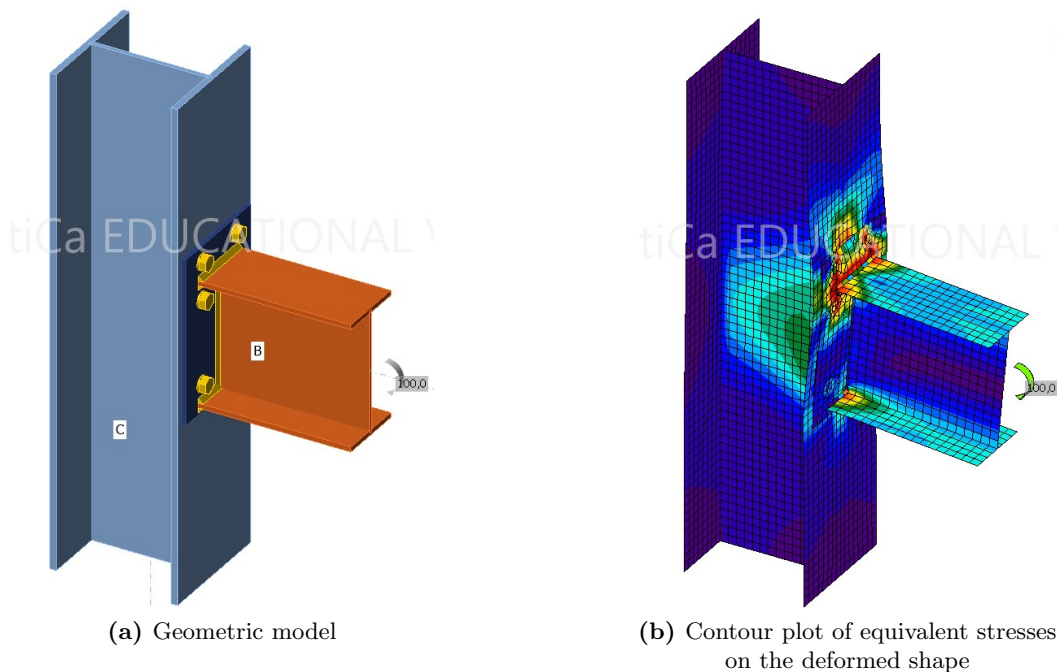 tiCa EDUCATIONAL V
tiCa EDUCATIONAL V
B
100,0
100,0
C
(a) Geometric model
(b) Contour plot of equivalent stresses
on the deformed shape